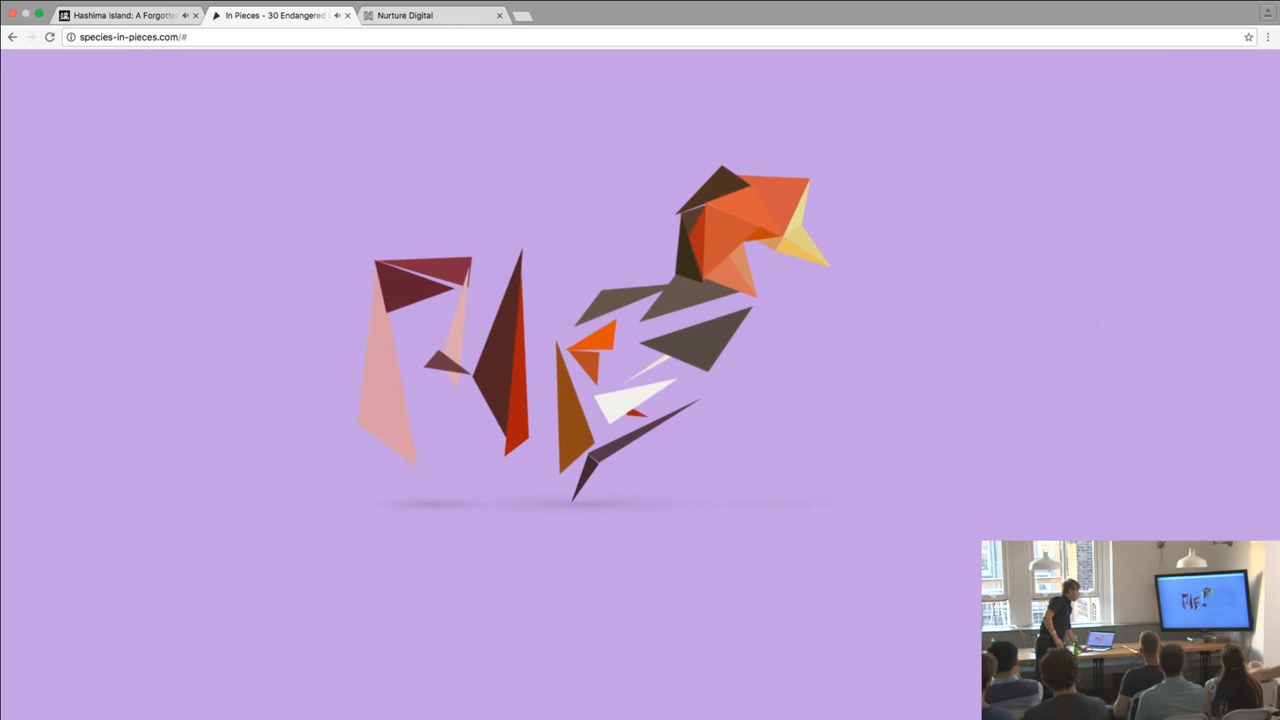 Hashima Island: A Forgotte
In Pieces - 30 Endangered
Nurture Digital
species-in-pieces.com/#